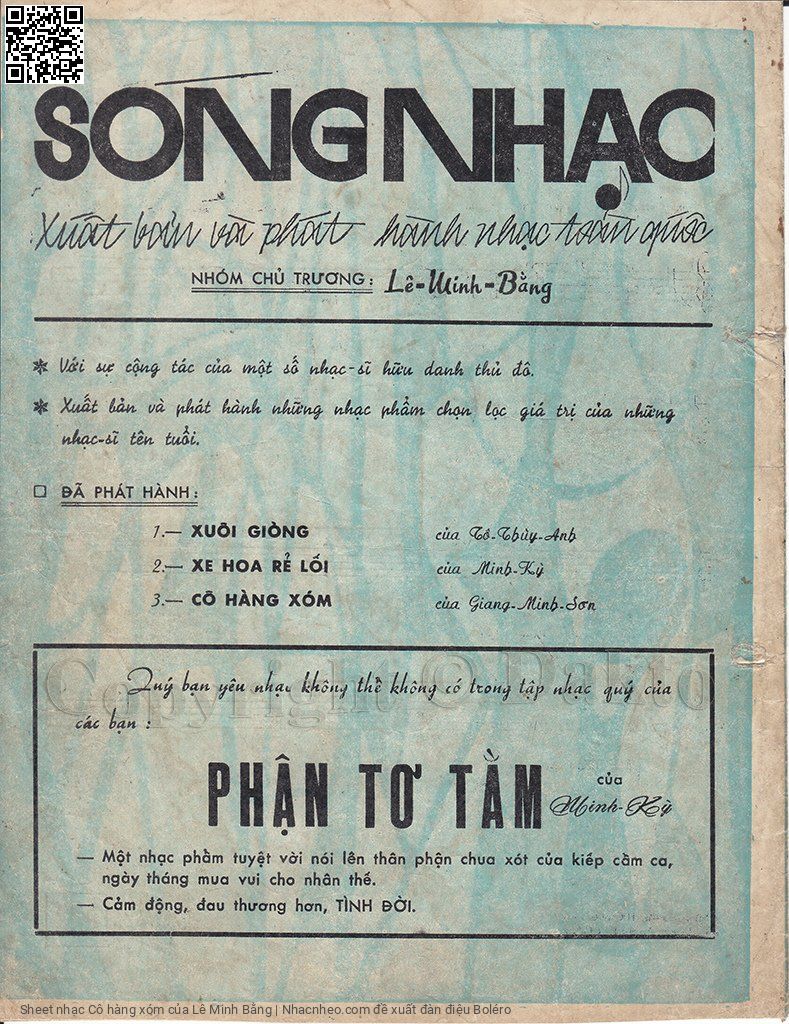 SÓNG NHẠC
Xuất bản và phát hành nhạc toàn quốc
NHÓM CHỦ TRƯƠNG: Lê-Minh-Bằng
* Với sự cộng tác của một số nhạc-sĩ hữu danh thủ đô.
* Xuất bản và phát hành những nhạc phẩm chọn lọc giá trị của những
nhạc-sĩ tên tuổi.
□ ĐÃ PHÁT HÀNH:
1.— XUÔI GIÒNG của Tô-Thùy-Anh
2.— XE HOA RẺ LỐI của Minh-Kỳ
3.— CÔ HÀNG XÓM của Giang-Minh-Sơn
Copyright © Dakto
Quý bạn yêu nhạc không thể không có trong tập nhạc quý của
các bạn :
PHẬN TƠ TẰM của Minh-Kỳ
— Một nhạc phẩm tuyệt vời nói lên thân phận chua xót của kiếp cầm ca,
ngày tháng mua vui cho nhân thế.
— Cảm động, đau thương hơn, TÌNH ĐỜI.
Sheet nhạc Cô hàng xóm của Lê Minh Bằng | Nhacnheo.com đề xuất đàn điệu Boléro